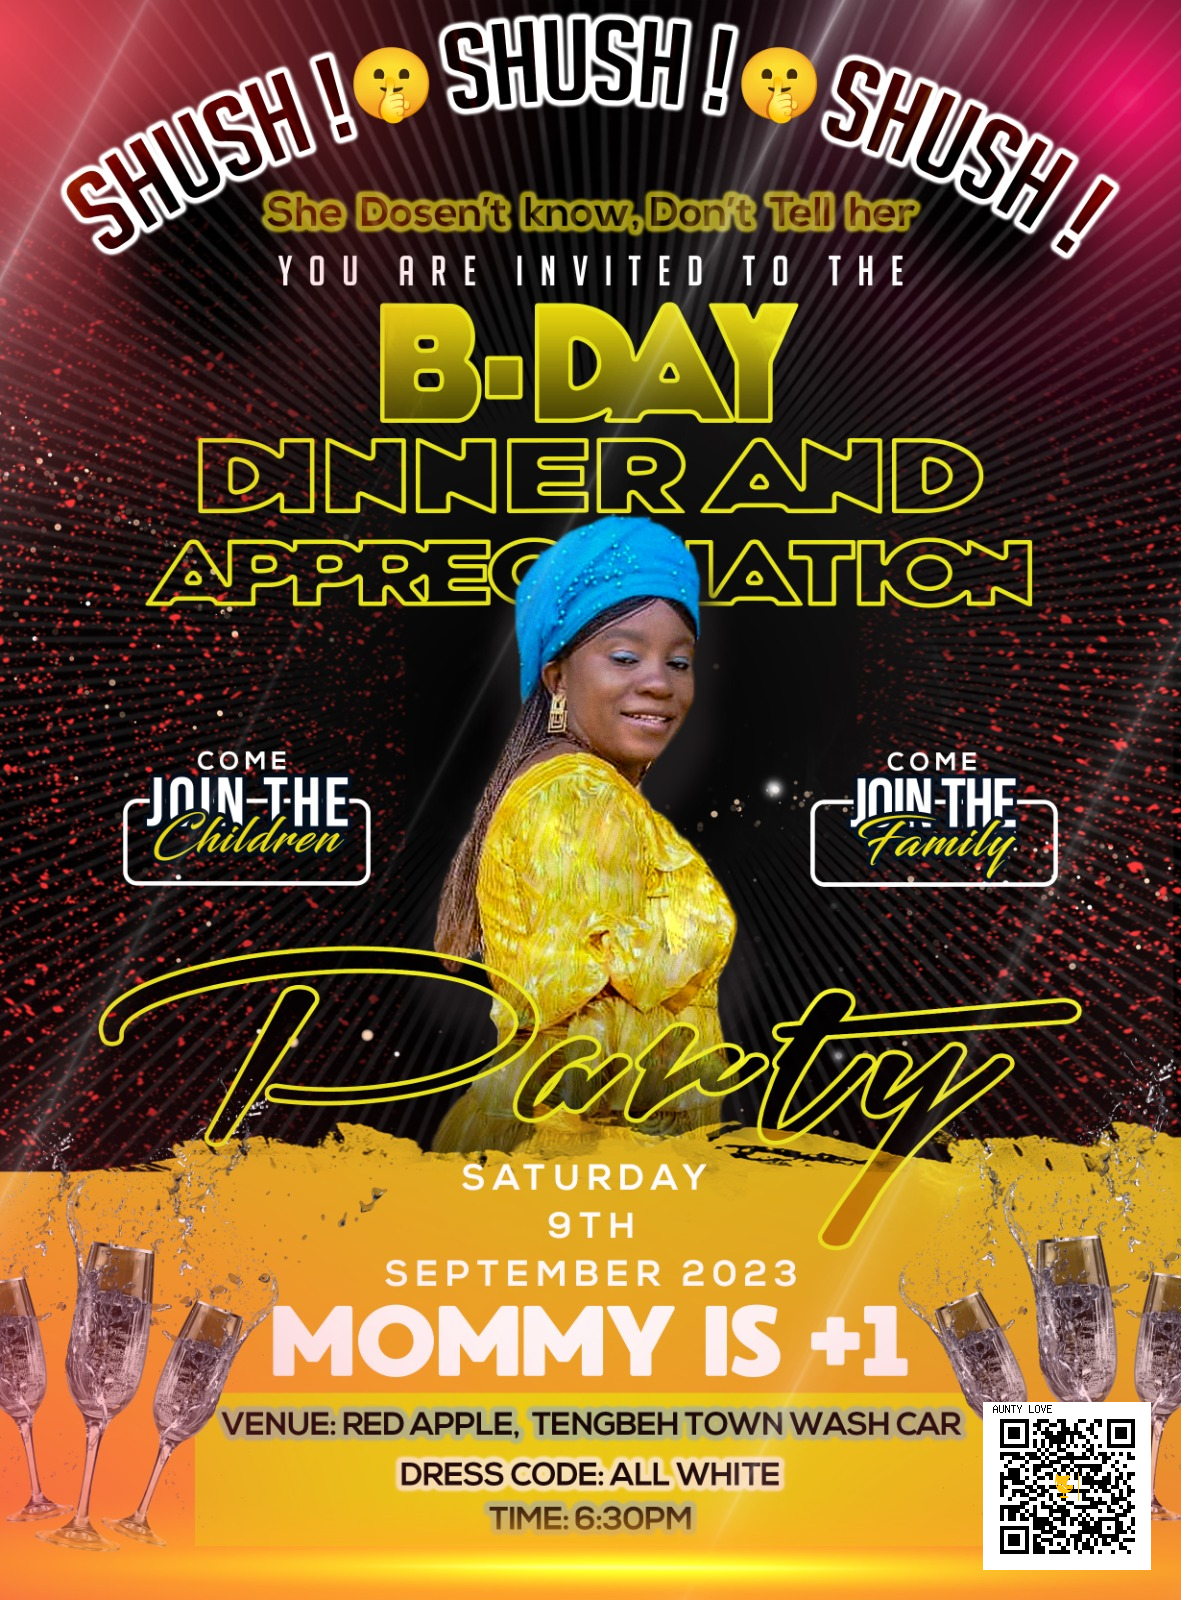 SHUSH ! SHUSH ! SHUSH !
She Dosen't know, Don't Tell her
YOU ARE INVITED TO THE
B-DAY
DINNER AND
APPRECIATION
COME
JOIN THE
Children
COME
JOIN THE
Family
Party
SATURDAY
9TH
SEPTEMBER 2023
MOMMY IS +1
VENUE: RED APPLE, TENGBEH TOWN WASH CAR
DRESS CODE: ALL WHITE
TIME: 6:30PM
AUNTY LOVE